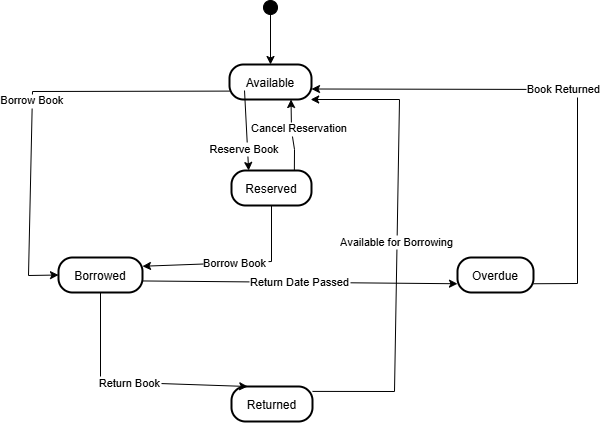 Available
Book Returned
Borrow Book
Cancel Reservation
Reserve Book
Reserved
Available for Borrowing
Borrow Book
Borrowed
Return Date Passed
Overdue
Return Book
Returned